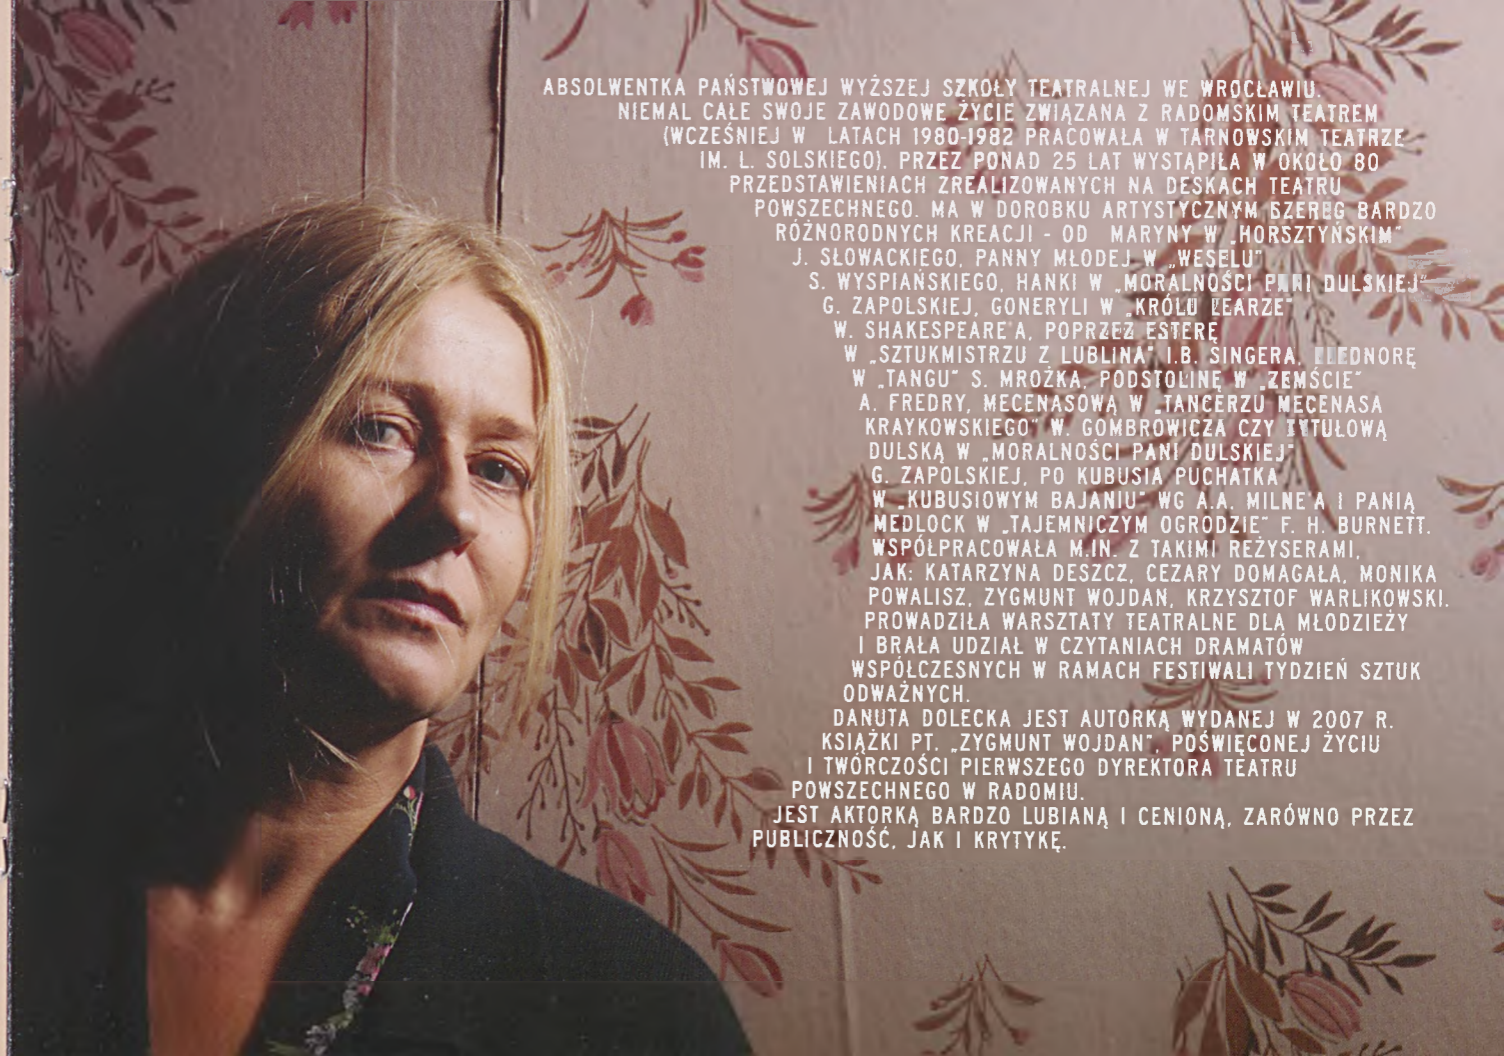 ABSOLWENTKA PAŃSTWOWEJ WYŻSZEJ SZKOŁY TEATRALNEJ WE WROCŁAWIU.
NIEMAL CAŁE SWOJE ZAWODOWE ŻYCIE ZWIĄZANA Z RADOMSKIM TEATREM
(WCZEŚNIEJ W LATACH 1980-1982 PRACOWAŁA W TARNOWSKIM TEATRZE
IM. L. SOLSKIEGO). PRZEZ PONAD 25 LAT WYSTĄPIŁA W OKOŁO 80
PRZEDSTAWIENIACH ZREALIZOWANYCH NA DESKACH TEATRU
POWSZECHNEGO. MA W DOROBKU ARTYSTYCZNYM SZEREG BARDZO
RÓŻNORODNYCH KREACJI - OD MARYNY W „HORSZTYŃSKIM"
J. SŁOWACKIEGO, PANNY MŁODEJ W „WESELU"
S. WYSPIAŃSKIEGO, HANKI W „MORALNOŚCI PANI DULSKIEJ"
G. ZAPOLSKIEJ, GONERYLI W „KRÓLU LEARZE"
W. SHAKESPEARE'A, POPRZEZ ESTERĘ
W „SZTUKMISTRZU Z LUBLINA" I.B. SINGERA, ELEONORĘ
W „TANGU" S. MROŻKA, PODSTOLINĘ W „ZEMŚCIE"
A. FREDRY, MECENASOWĄ W „TANCERZU MECENASA
KRAYKOWSKIEGO" W. GOMBROWICZA CZY TYTUŁOWĄ
DULSKĄ W „MORALNOŚCI PANI DULSKIEJ"
G. ZAPOLSKIEJ, PO KUBUSIA PUCHATKA
W „KUBUSIOWYM BAJANIU" WG A.A. MILNE'A I PANIĄ
MEDLOCK W „TAJEMNICZYM OGRODZIE" F. H. BURNETT.
WSPÓŁPRACOWAŁA M.IN. Z TAKIMI REŻYSERAMI,
JAK: KATARZYNA DESZCZ, CEZARY DOMAGAŁA, MONIKA
POWALISZ, ZYGMUNT WOJDAN, KRZYSZTOF WARLIKOWSKI.
PROWADZIŁA WARSZTATY TEATRALNE DLA MŁODZIEŻY
I BRAŁA UDZIAŁ W CZYTANIACH DRAMATÓW
WSPÓŁCZESNYCH W RAMACH FESTIWALI TYDZIEŃ SZTUK
ODWAŻNYCH.
DANUTA DOLECKA JEST AUTORKĄ WYDANEJ W 2007 R.
KSIĄŻKI PT. „ZYGMUNT WOJDAN", POŚWIĘCONEJ ŻYCIU
I TWÓRCZOŚCI PIERWSZEGO DYREKTORA TEATRU
POWSZECHNEGO W RADOMIU.
JEST AKTORKĄ BARDZO LUBIANĄ I CENIONĄ, ZARÓWNO PRZEZ
PUBLICZNOŚĆ, JAK I KRYTYKĘ.